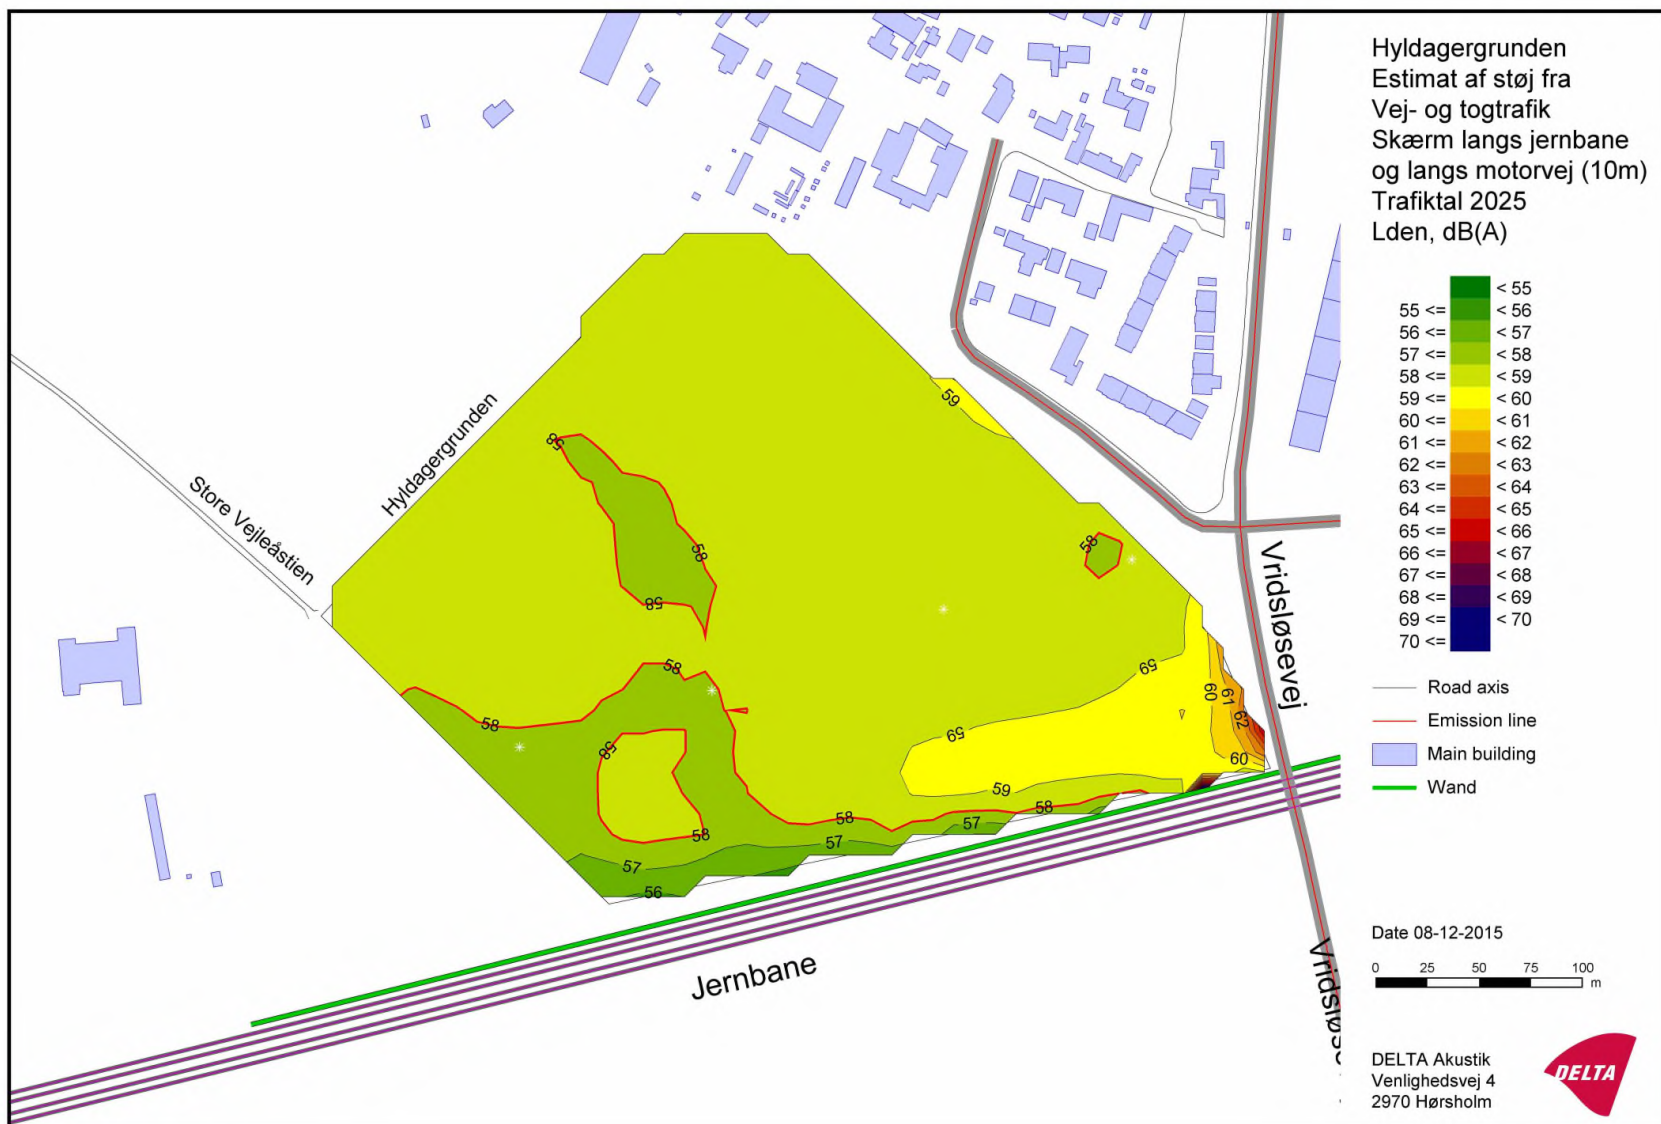 Hyldagergrunden
Estimat af støj fra
Vej- og togtrafik
Skærm langs jernbane
og langs motorvej (10m)
Trafiktal 2025
Lden, dB(A)
< 55
55 <= < 56
56 <= < 57
57 <= < 58
58 <= < 59
59 <= < 60
60 <= < 61
61 <= < 62
62 <= < 63
63 <= < 64
64 <= < 65
65 <= < 66
66 <= < 67
67 <= < 68
68 <= < 69
69 <= < 70
70 <=
Road axis
Emission line
Main building
Wand
Date 08-12-2015
0 25 50 75 100
m
DELTA Akustik
Venlighedsvej 4
2970 Hørsholm
DELTA
Hyldagergrunden
Store Vejleåstien
Vridsløsevej
Jernbane
59
58
58
58
58
59
58
58
59
60
61
62
60
58
59
58
58
58
57
57
57
56